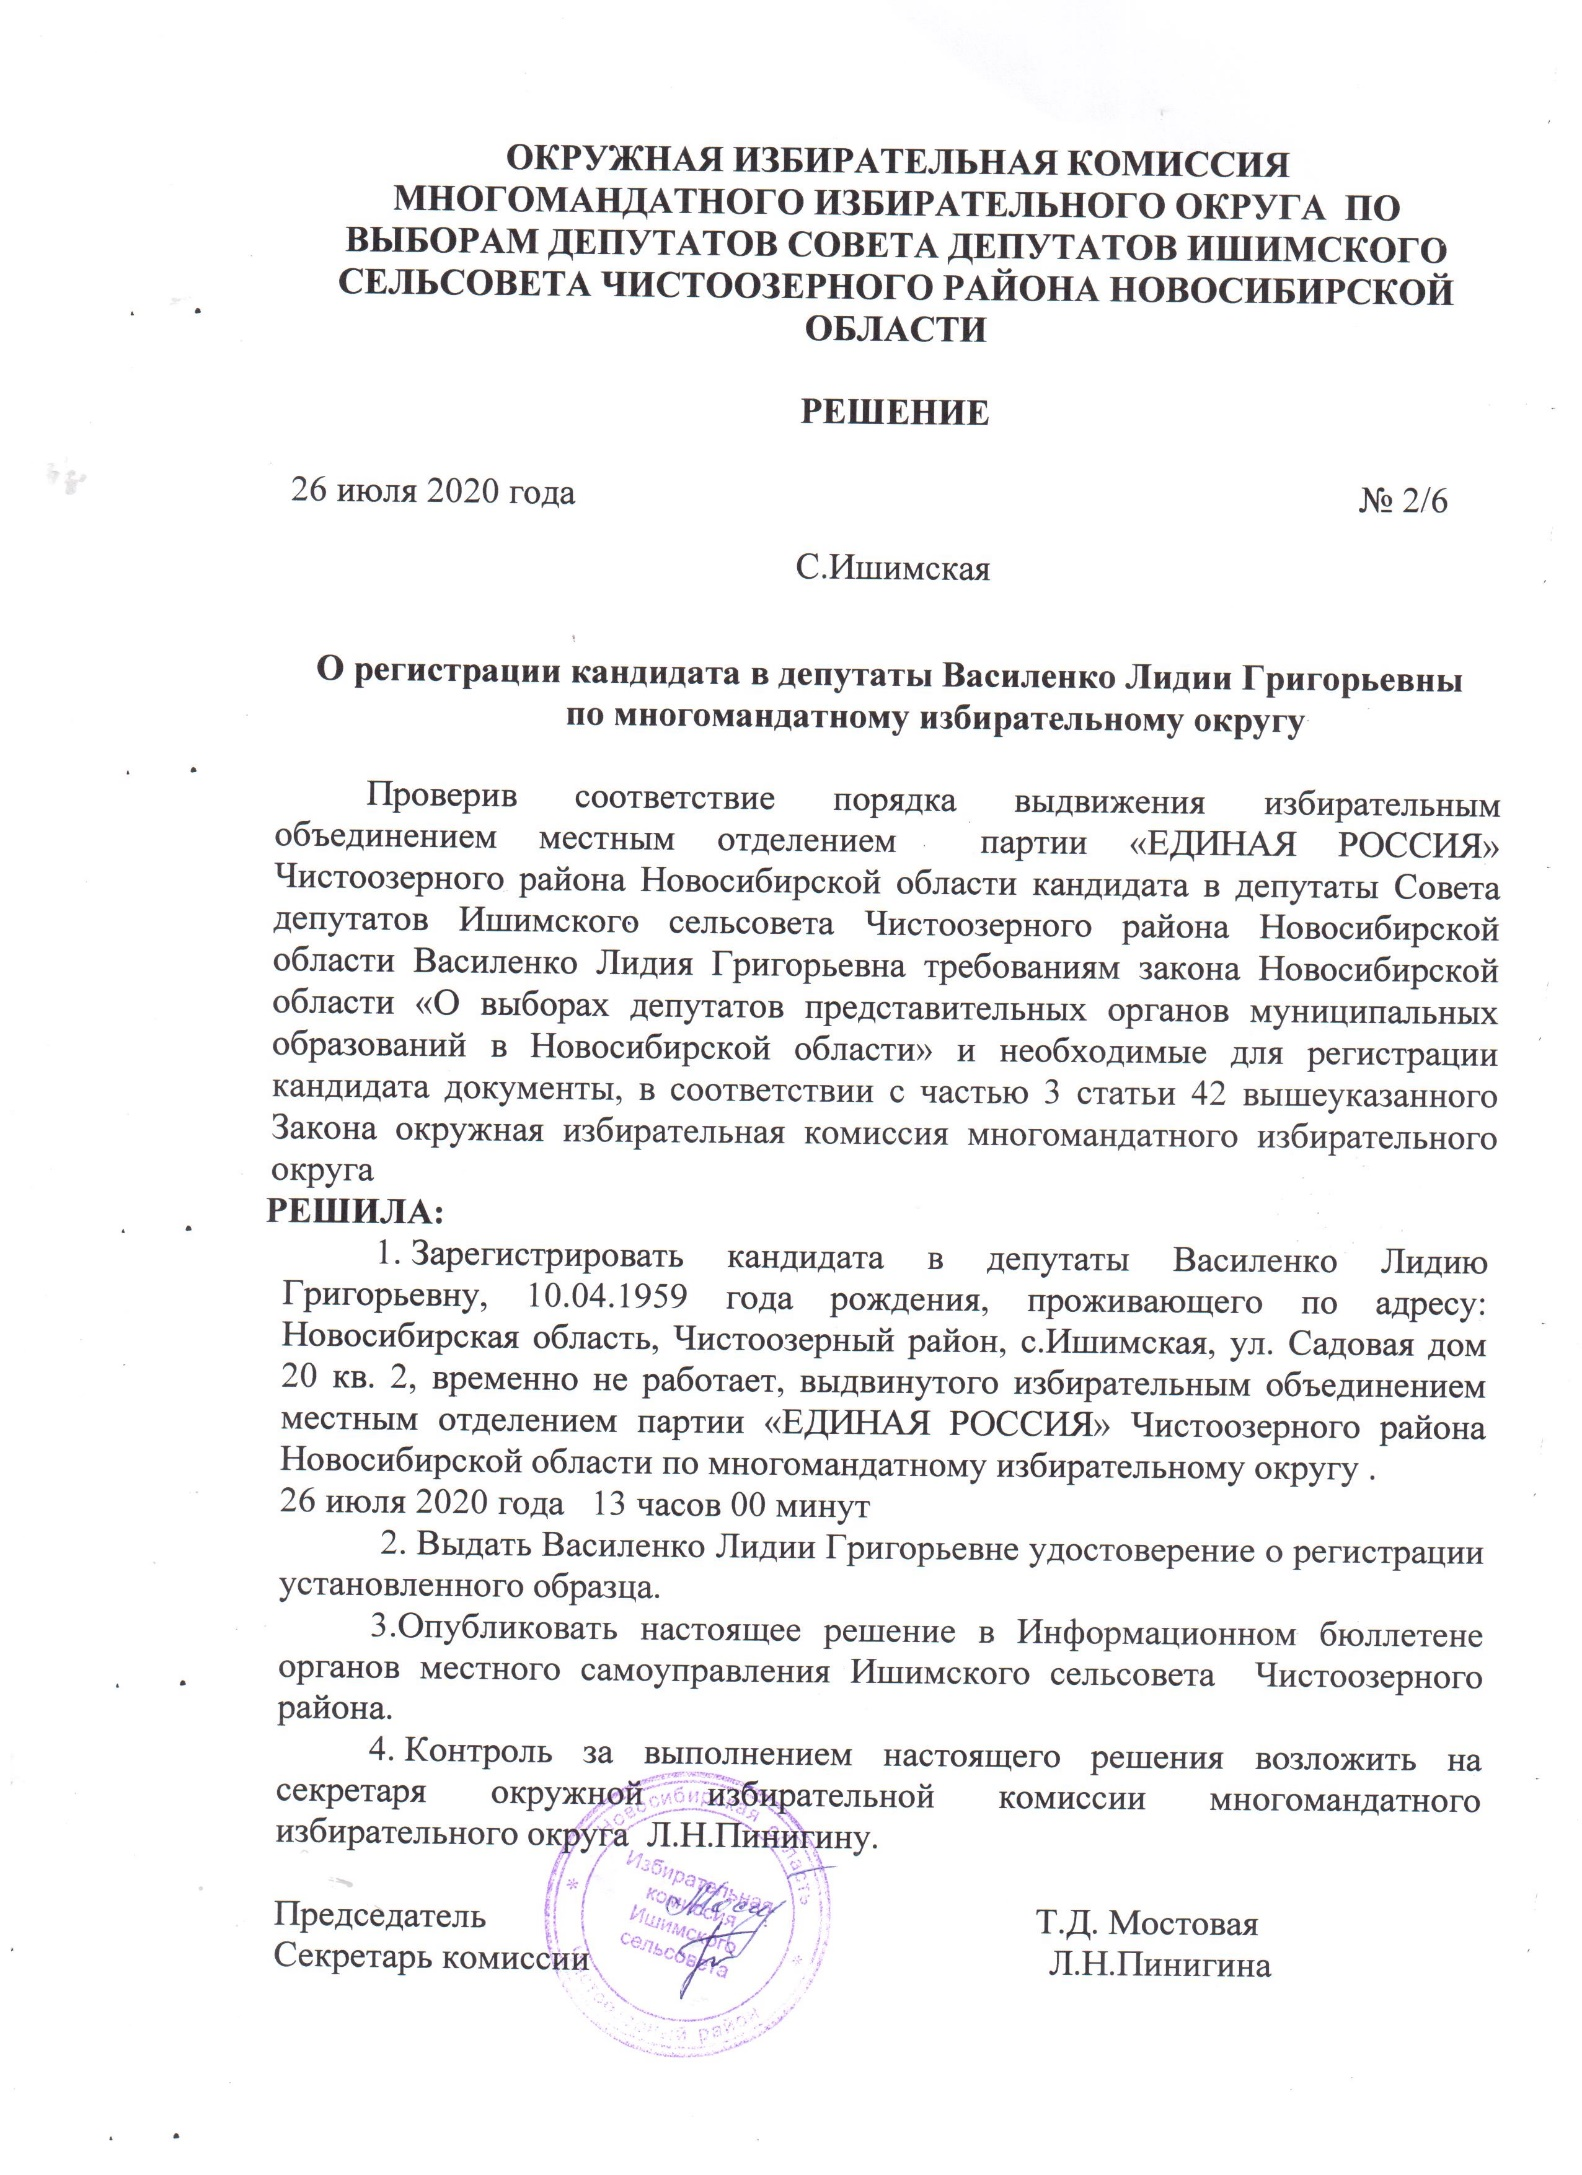 ОКРУЖНАЯ ИЗБИРАТЕЛЬНАЯ КОМИССИЯ
МНОГОМАНДАТНОГО ИЗБИРАТЕЛЬНОГО ОКРУГА ПО
ВЫБОРАМ ДЕПУТАТОВ СОВЕТА ДЕПУТАТОВ ИШИМСКОГО
СЕЛЬСОВЕТА ЧИСТООЗЕРНОГО РАЙОНА НОВОСИБИРСКОЙ
ОБЛАСТИ
РЕШЕНИЕ
26 июля 2020 года № 2/6
С.Ишимская
О регистрации кандидата в депутаты Василенко Лидии Григорьевны
по многомандатному избирательному округу
Проверив соответствие порядка выдвижения избирательным
объединением местным отделением партии «ЕДИНАЯ РОССИЯ»
Чистоозерного района Новосибирской области кандидата в депутаты Совета
депутатов Ишимского сельсовета Чистоозерного района Новосибирской
области Василенко Лидия Григорьевна требованиям закона Новосибирской
области «О выборах депутатов представительных органов муниципальных
образований в Новосибирской области» и необходимые для регистрации
кандидата документы, в соответствии с частью 3 статьи 42 вышеуказанного
Закона окружная избирательная комиссия многомандатного избирательного
округа
РЕШИЛА:
1. Зарегистрировать кандидата в депутаты Василенко Лидию
Григорьевну, 10.04.1959 года рождения, проживающего по адресу:
Новосибирская область, Чистоозерный район, с.Ишимская, ул. Садовая дом
20 кв. 2, временно не работает, выдвинутого избирательным объединением
местным отделением партии «ЕДИНАЯ РОССИЯ» Чистоозерного района
Новосибирской области по многомандатному избирательному округу .
26 июля 2020 года 13 часов 00 минут
2. Выдать Василенко Лидии Григорьевне удостоверение о регистрации
установленного образца.
3.Опубликовать настоящее решение в Информационном бюллетене
органов местного самоуправления Ишимского сельсовета Чистоозерного
района.
4. Контроль за выполнением настоящего решения возложить на
секретаря окружной избирательной комиссии многомандатного
избирательного округа Л.Н.Пинигину.
Председатель Т.Д. Мостовая
Секретарь комиссии Л.Н.Пинигина
Новосибирская область
Избирательная
комиссия
Ишимского
сельсовета
район